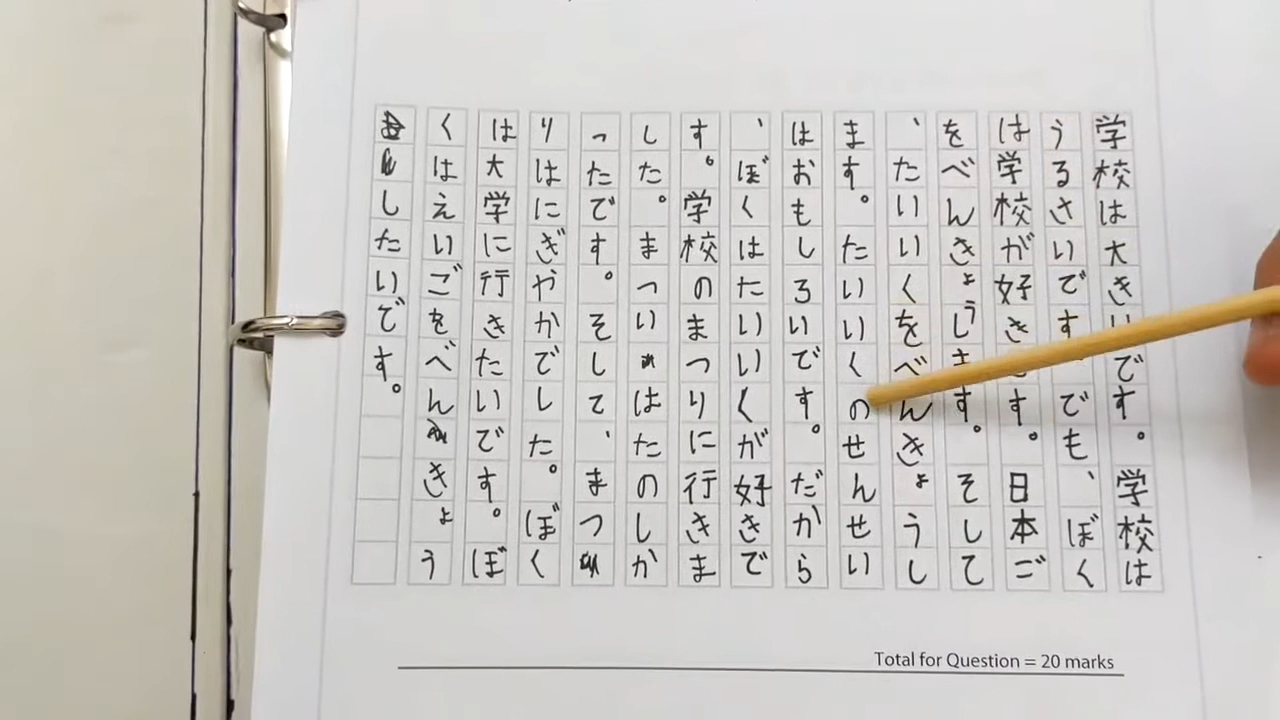 学校は大きいです。学校は
うるさいです。でも、ぼく
は学校が好きです。日本ご
をべんきょうします。そして
、たいいくをべんきょうし
ます。たいいくのせんせい
はおもしろいです。だから
、ぼくはたいいくが好きで
す。学校のまつりに行きま
した。まついはたのしか
ったです。そして、まつ
りはにぎやかでした。ぼく
は大学に行きたいです。ぼ
くはえいごをべんきょう
したいです。
Total for Question = 20 marks